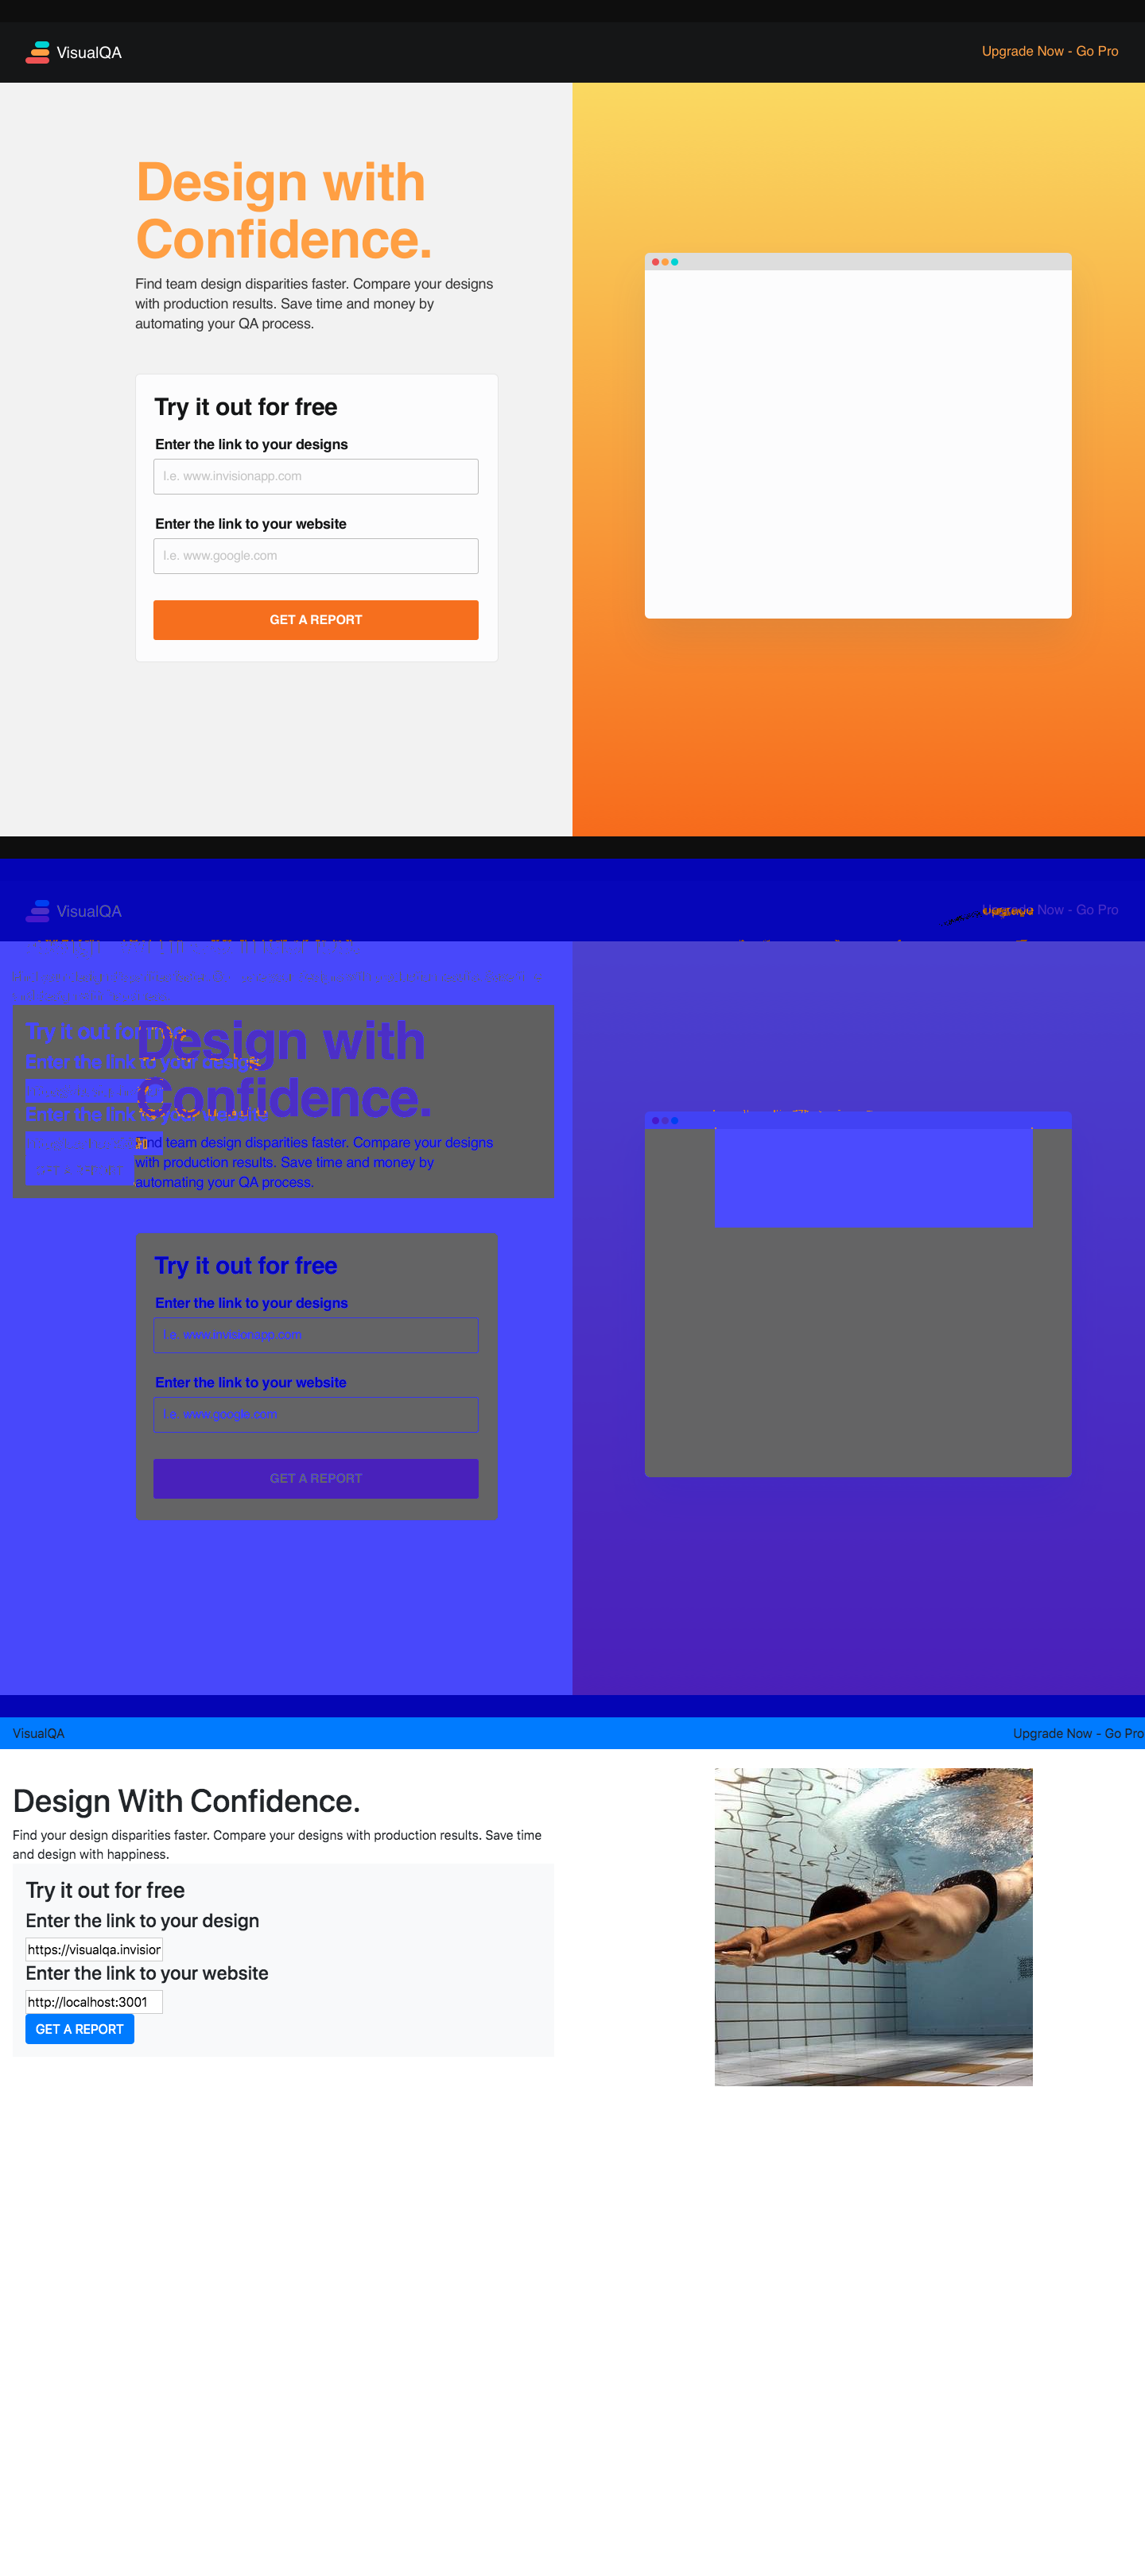 VisualQA
Upgrade Now - Go Pro
Design with
Confidence.
Find team design disparities faster. Compare your designs
with production results. Save time and money by
automating your QA process.
Try it out for free
Enter the link to your designs
I.e. www.invisionapp.com
Enter the link to your website
I.e. www.google.com
GET A REPORT
VisualQA
Upgrade Now - Go Pro
Try it out for free
Design with
Enter the link to your design
Confidence.
Enter the link to your website
Find team design disparities faster. Compare your designs
with production results. Save time and money by
automating your QA process.
Try it out for free
Enter the link to your designs
I.e. www.invisionapp.com
Enter the link to your website
I.e. www.google.com
GET A REPORT
VisualQA
Upgrade Now - Go Pro
Design With Confidence.
Find your design disparities faster. Compare your designs with production results. Save time
and design with happiness.
Try it out for free
Enter the link to your design
https://visualqa.invision
Enter the link to your website
http://localhost:3001
GET A REPORT